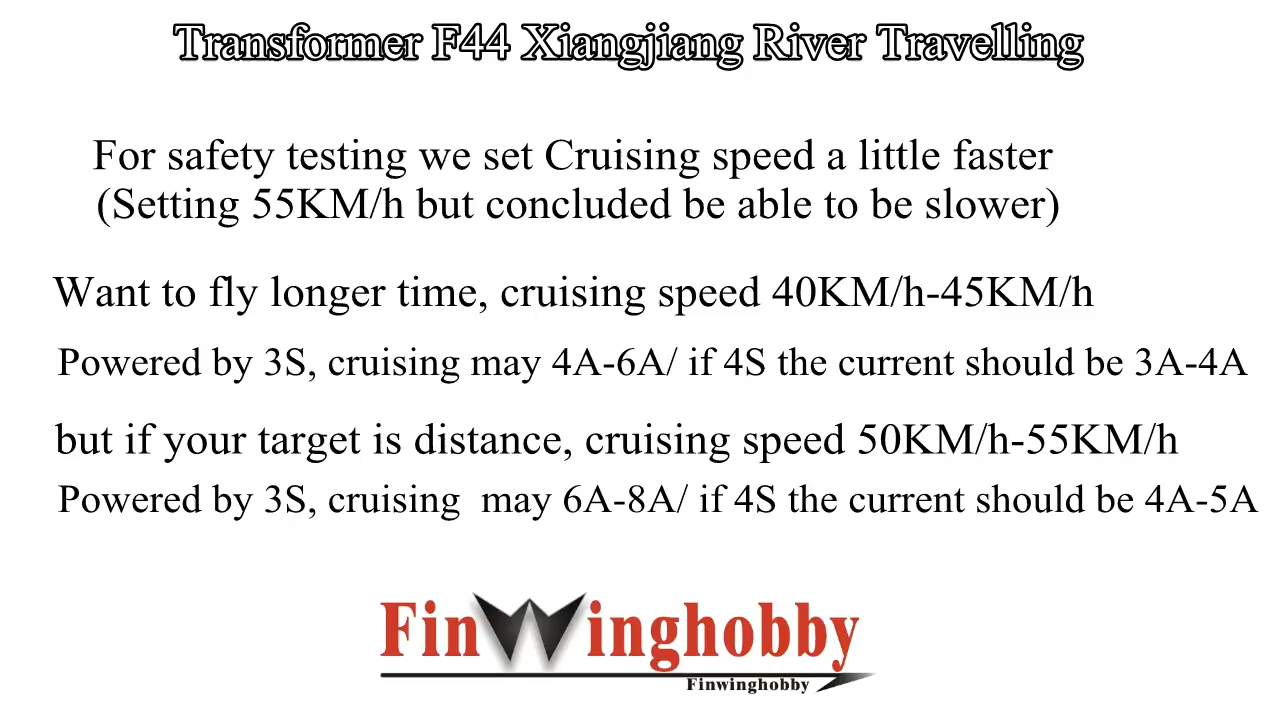 Transformer F44 Xiangjiang River Travelling
For safety testing we set Cruising speed a little faster
(Setting 55KM/h but concluded be able to be slower)
Want to fly longer time, cruising speed 40KM/h-45KM/h
Powered by 3S, cruising may 4A-6A/ if 4S the current should be 3A-4A
but if your target is distance, cruising speed 50KM/h-55KM/h
Powered by 3S, cruising  may 6A-8A/ if 4S the current should be 4A-5A
FinWinghobby
Finwinghobby